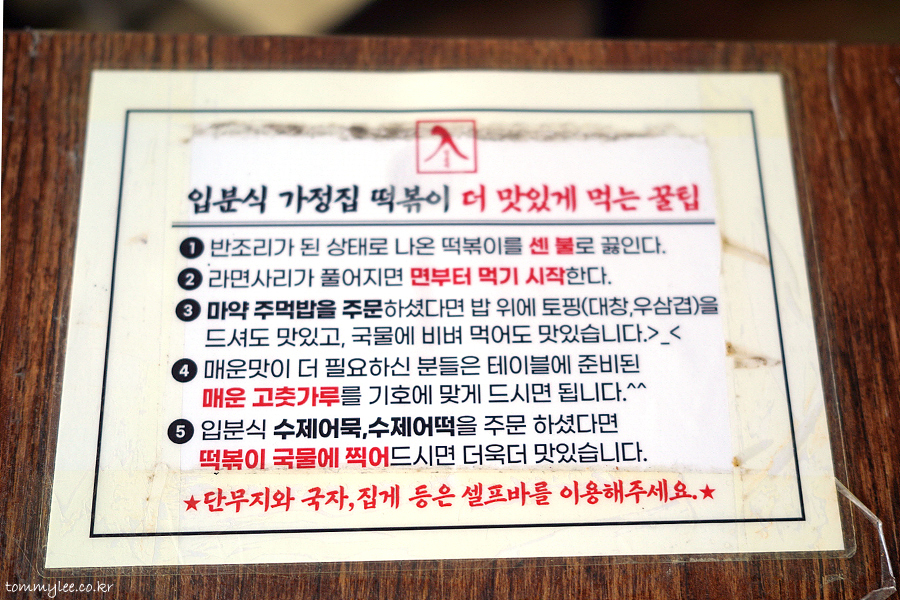 입분식 가정집 떡볶이 더 맛있게 먹는 꿀팁
1 반조리가 된 상태로 나온 떡볶이를 센 불로 끓인다.
2 라면사리가 풀어지면 면부터 먹기 시작한다.
3 마약 주먹밥을 주문하셨다면 밥 위에 토핑(대창,우삼겹)을
드셔도 맛있고, 국물에 비벼 먹어도 맛있습니다.>_<
4 매운맛이 더 필요하신 분들은 테이블에 준비된
매운 고춧가루를 기호에 맞게 드시면 됩니다.^^
5 입분식 수제어묵,수제어떡을 주문 하셨다면
떡볶이 국물에 찍어드시면 더욱더 맛있습니다.
★단무지와 국자,집게 등은 셀프바를 이용해주세요.★
tommylee.co.kr